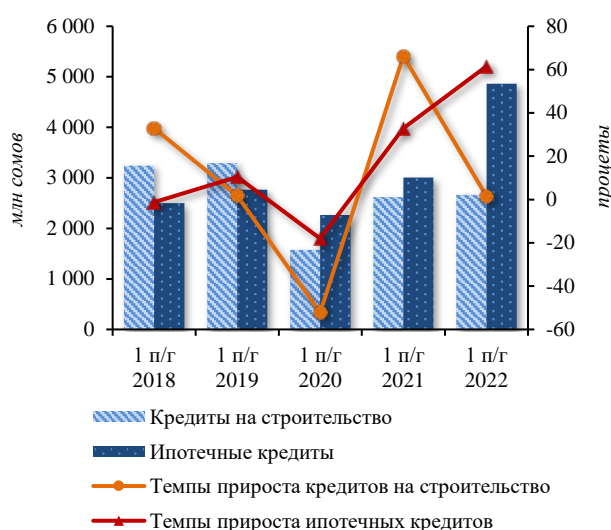 млн сомов
6 000
5 000
4 000
3 000
2 000
1 000
0
80
60
40
20
0
-20
-40
-60
процеты
1 п/г 2018
1 п/г 2019
1 п/г 2020
1 п/г 2021
1 п/г 2022
Кредиты на строительство
Ипотечные кредиты
Темпы прироста кредитов на строительство
Темпы прироста ипотечных кредитов